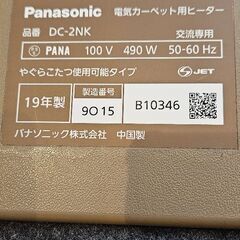 Panasonic 電気カーペット用ヒーター
品番 DC-2NK 交流専用
PANA 100 V 490 W 50-60 Hz
やぐらこたつ使用可能タイプ JET
19年製 製造番号 9O15 B10346
パナソニック株式会社 中国製